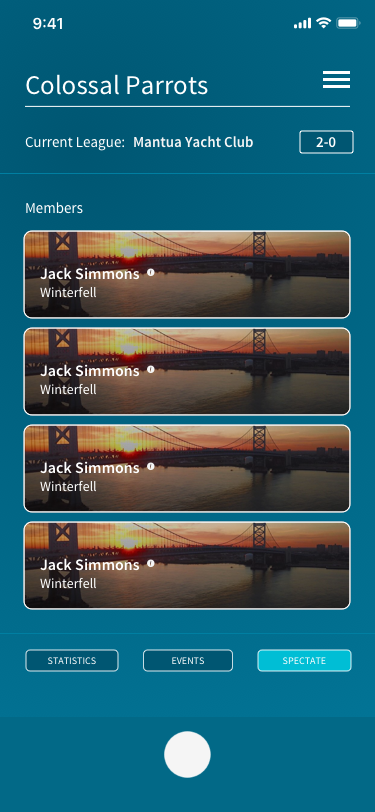 9:41
Colossal Parrots
Current League: Mantua Yacht Club 2-0
Members
Jack Simmons
Winterfell
Jack Simmons
Winterfell
Jack Simmons
Winterfell
Jack Simmons
Winterfell
STATISTICS EVENTS SPECTATE